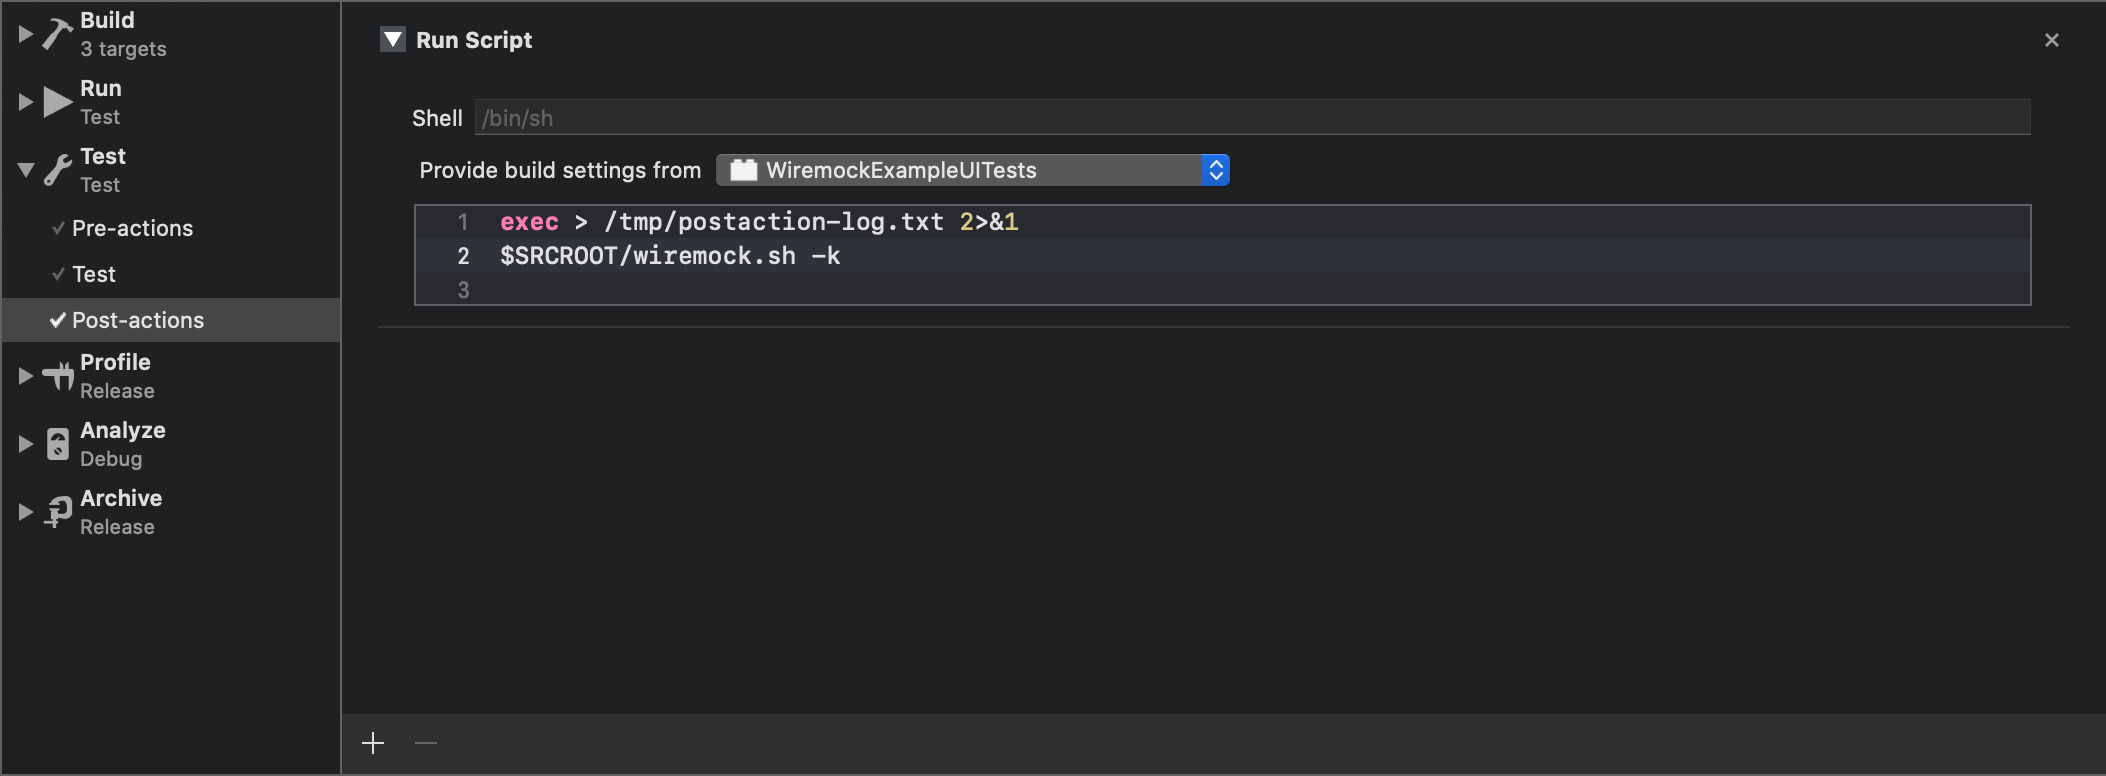 Build
3 targets
Run
Test
Test
Test
Pre-actions
Test
Post-actions
Profile
Release
Analyze
Debug
Archive
Release
Run Script
Shell /bin/sh
Provide build settings from WiremockExampleUITests
1 exec > /tmp/postaction-log.txt 2>&1
2 $SRCROOT/wiremock.sh -k
3